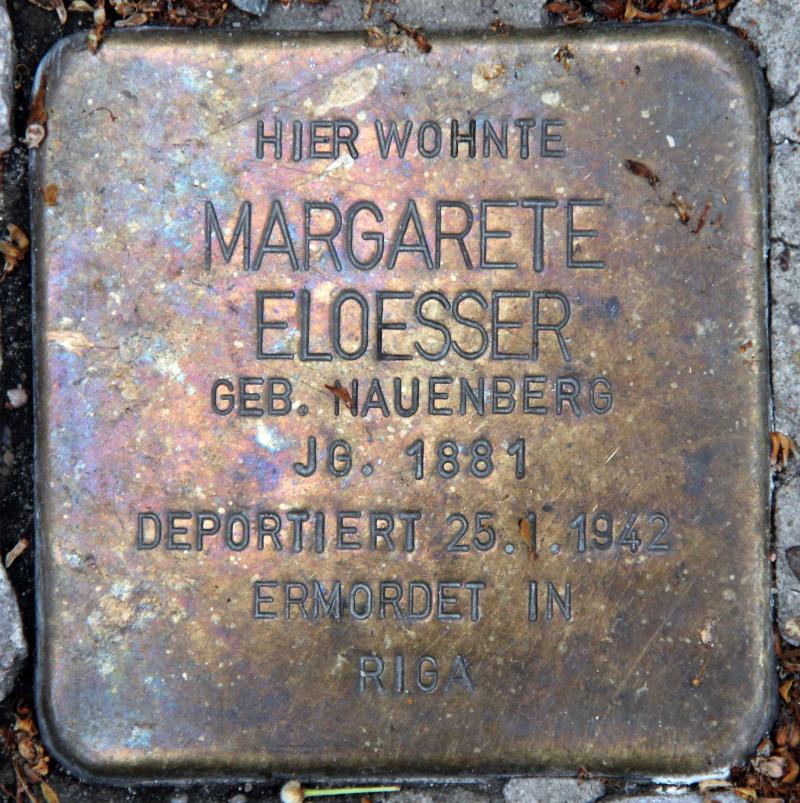 HIER WOHNTE
MARGARETE
ELOESSER
GEB. NAUENBERG
JG. 1881
DEPORTIERT 25.1.1942
ERMORDET IN
RIGA